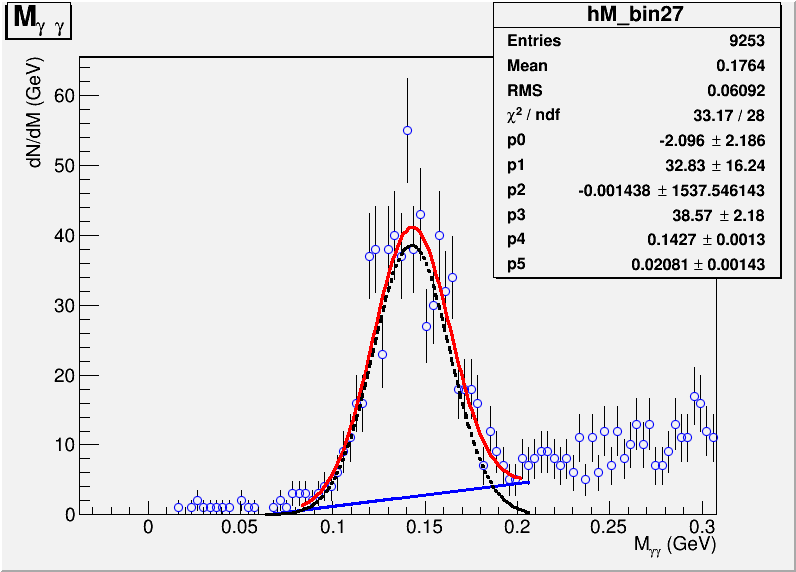 M γ γ
hM_bin27
Entries 9253
Mean 0.1764
RMS 0.06092
χ² / ndf 33.17 / 28
p0 -2.096 ± 2.186
p1 32.83 ± 16.24
p2 -0.001438 ± 1537.546143
p3 38.57 ± 2.18
p4 0.1427 ± 0.0013
p5 0.02081 ± 0.00143
dN/dM (GeV)
60
50
40
30
20
10
0
0 0.05 0.1 0.15 0.2 0.25 0.3
Mγγ (GeV)